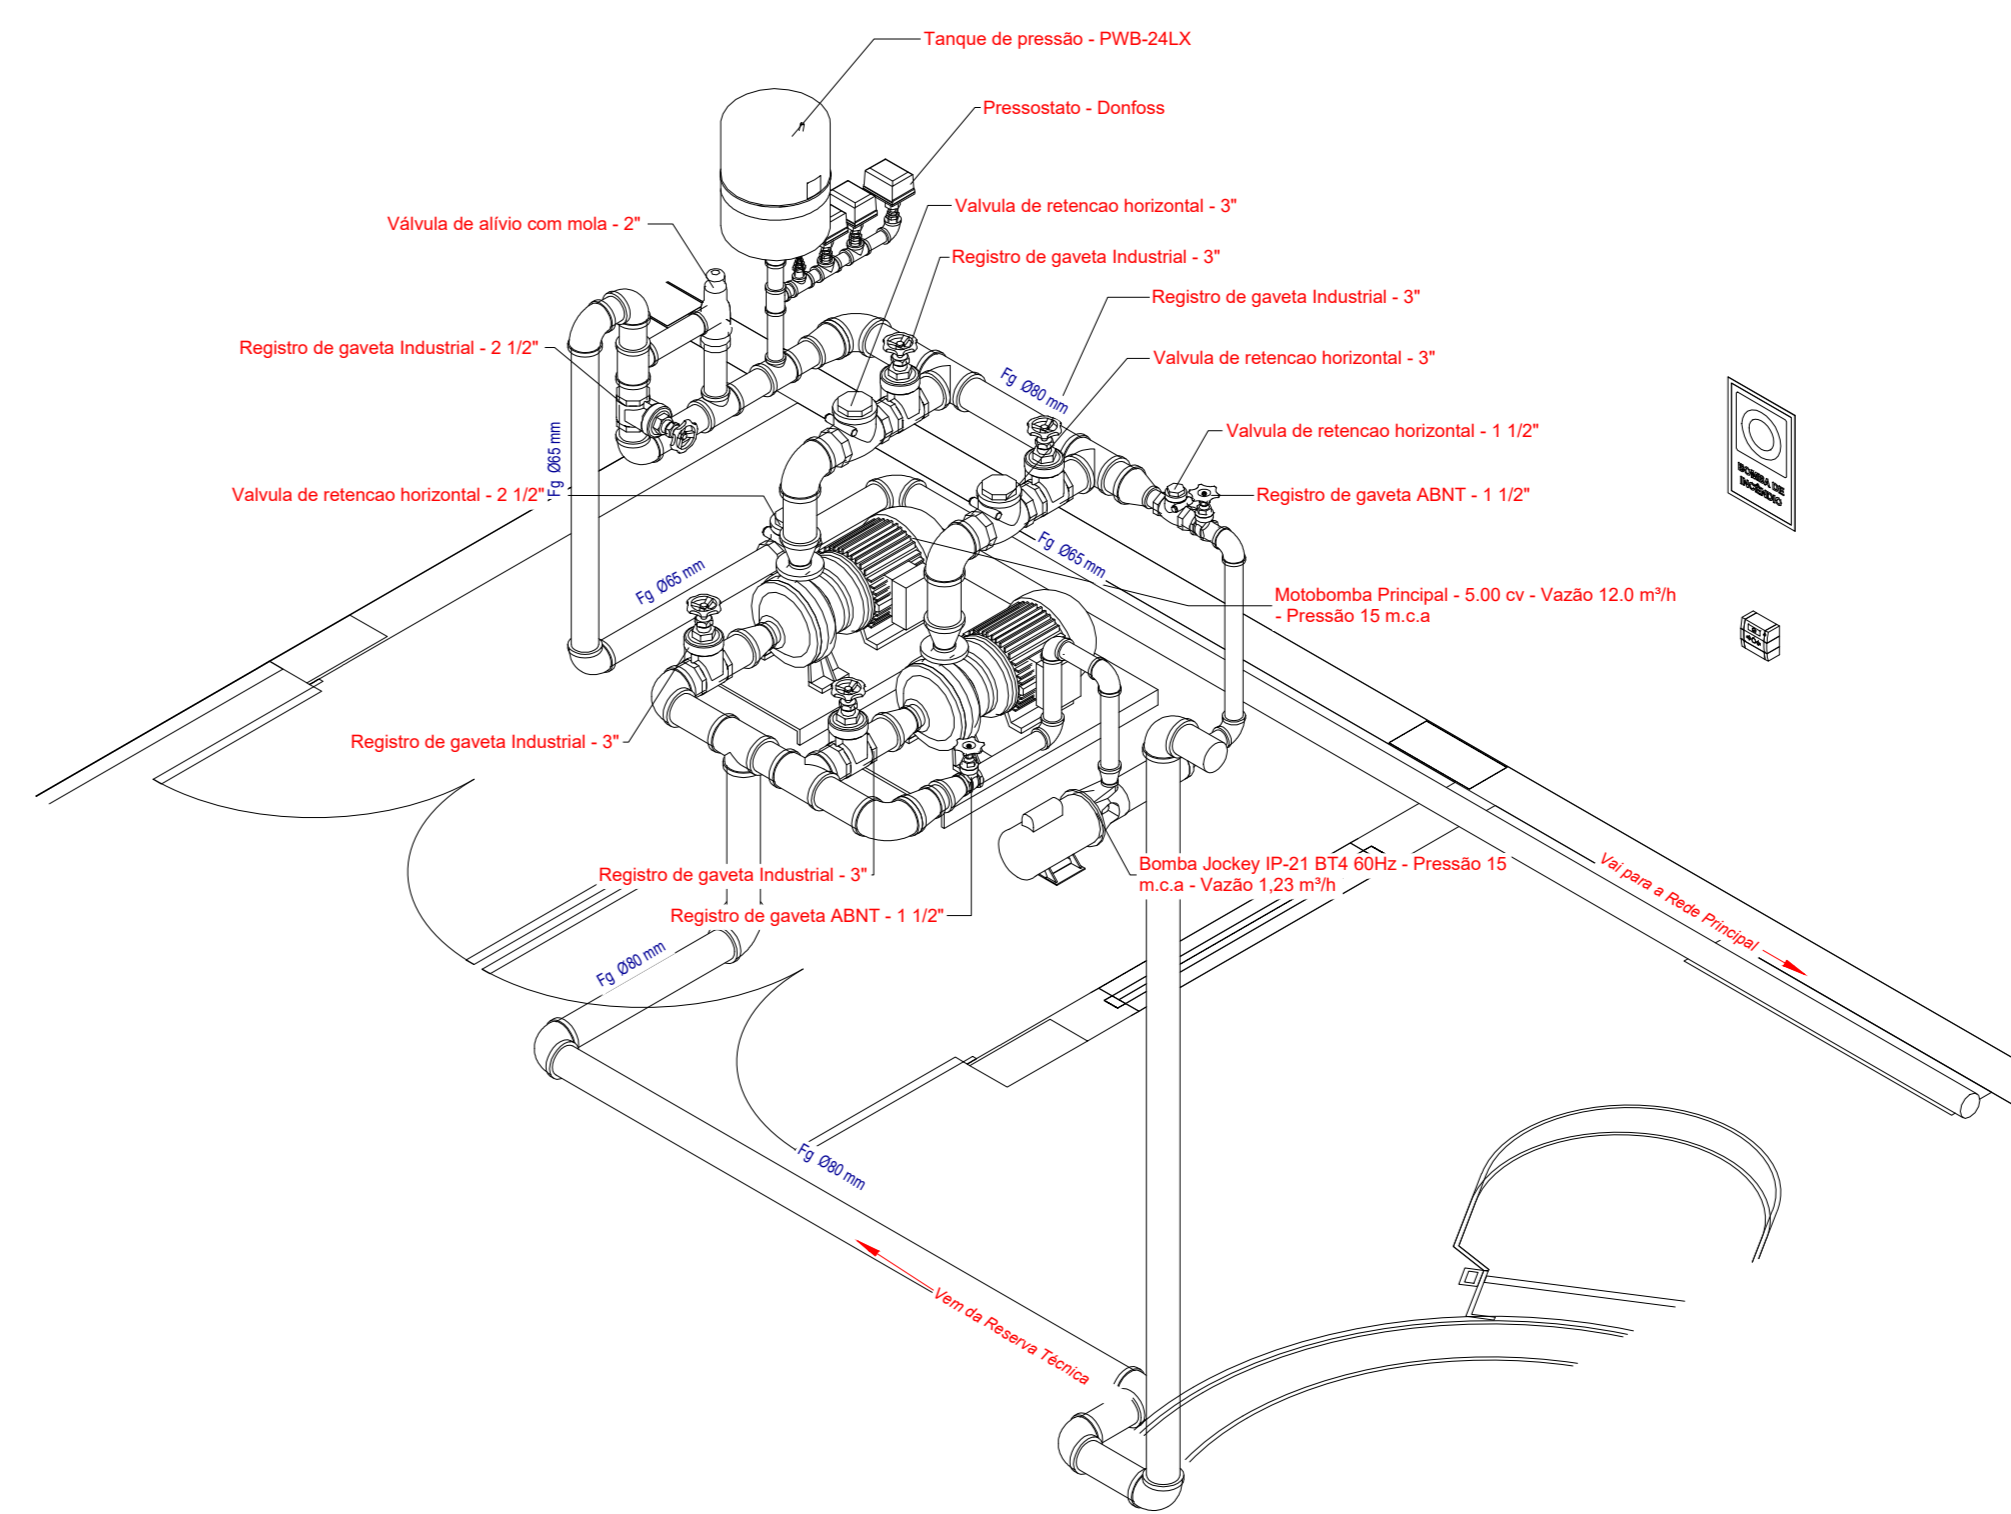 Tanque de pressão - PWB-24LX
Pressostato - Donfoss
Valvula de retencao horizontal - 3"
Válvula de alívio com mola - 2"
Registro de gaveta Industrial - 3"
Registro de gaveta Industrial - 3"
Registro de gaveta Industrial - 2 1/2"
Valvula de retencao horizontal - 3"
Fg Ø80 mm
Valvula de retencao horizontal - 1 1/2"
Fg Ø65 mm
Valvula de retencao horizontal - 2 1/2"
Registro de gaveta ABNT - 1 1/2"
BOMBA DE
INCÊNDIO
Fg Ø65 mm
Fg Ø65 mm
Motobomba Principal - 5.00 cv - Vazão 12.0 m³/h
- Pressão 15 m.c.a
Registro de gaveta Industrial - 3"
Registro de gaveta Industrial - 3"
Bomba Jockey IP-21 BT4 60Hz - Pressão 15
m.c.a - Vazão 1,23 m³/h
Registro de gaveta ABNT - 1 1/2"
Vai para a Rede Principal
Fg Ø80 mm
Fg Ø80 mm
Vem da Reserva Técnica